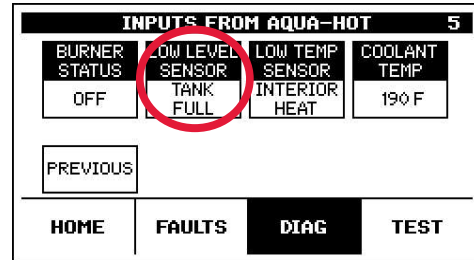 INPUTS FROM AQUA-HOT 5
BURNER STATUS
OFF
LOW LEVEL SENSOR
TANK FULL
LOW TEMP SENSOR
INTERIOR HEAT
COOLANT TEMP
190 F
PREVIOUS
HOME FAULTS DIAG TEST